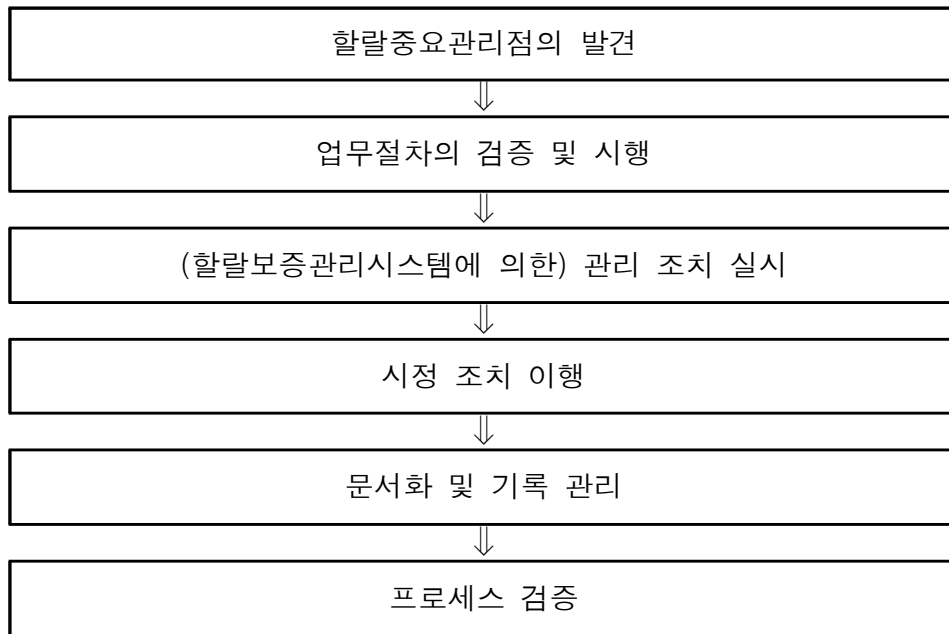 할랄중요관리점의 발견
⇓
업무절차의 검증 및 시행
⇓
(할랄보증관리시스템에 의한) 관리 조치 실시
⇓
시정 조치 이행
⇓
문서화 및 기록 관리
⇓
프로세스 검증